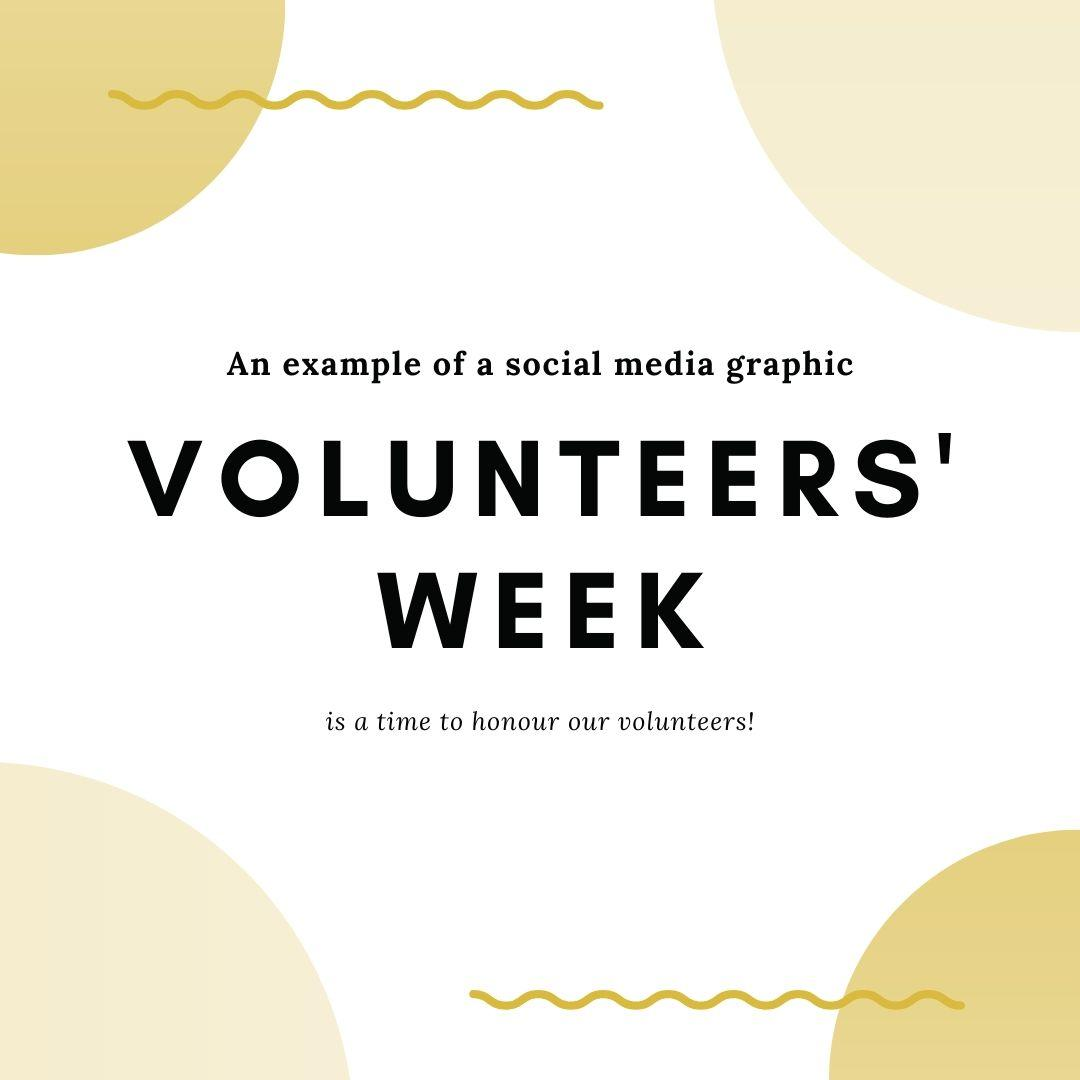 An example of a social media graphic
VOLUNTEERS'
WEEK
is a time to honour our volunteers!